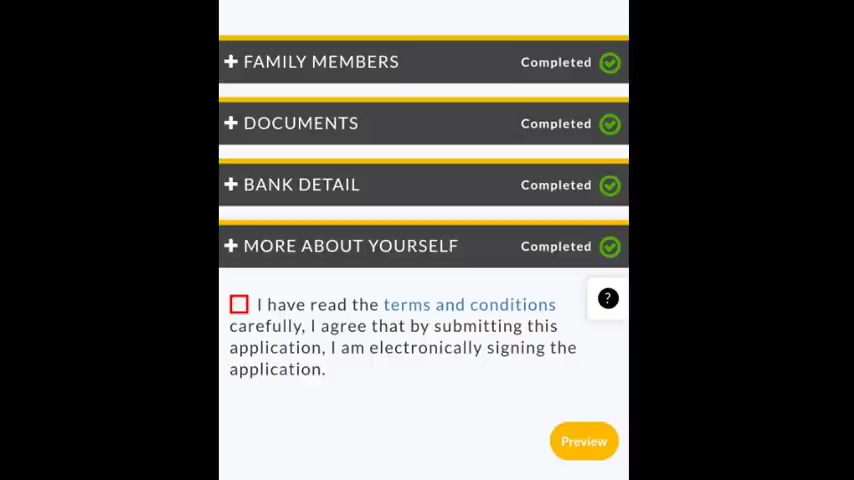 + FAMILY MEMBERS Completed
+ DOCUMENTS Completed
+ BANK DETAIL Completed
+ MORE ABOUT YOURSELF Completed
?
I have read the terms and conditions
carefully, I agree that by submitting this
application, I am electronically signing the
application.
Preview